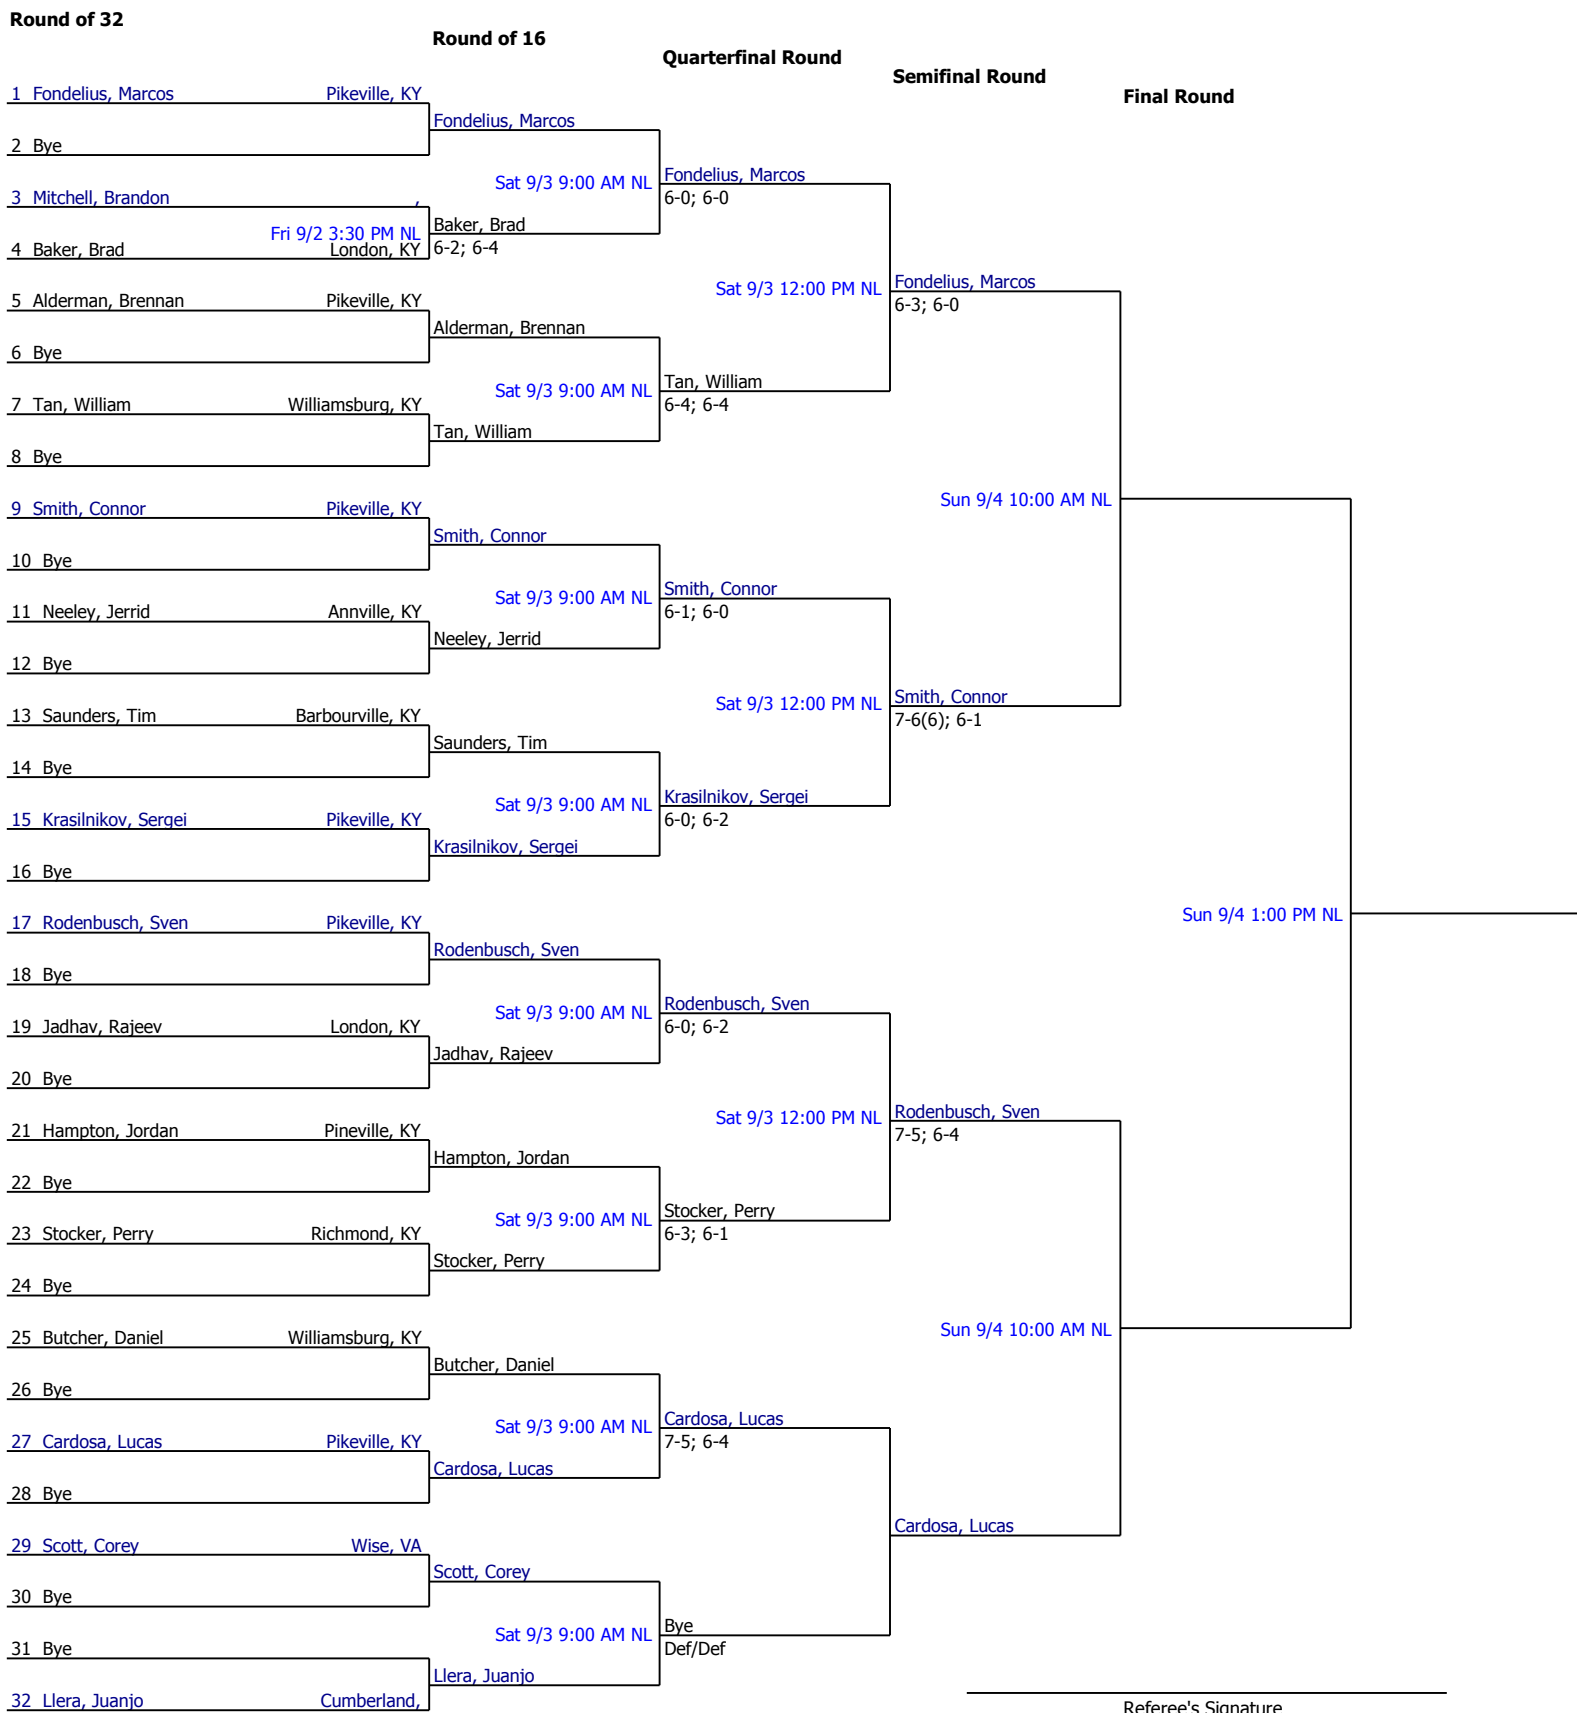 Round of 32
Round of 16
Quarterfinal Round
Semifinal Round
Final Round
1 Fondelius, Marcos Pikeville, KY
Fondelius, Marcos
2 Bye
Sat 9/3 9:00 AM NL
Fondelius, Marcos
6-0; 6-0
3 Mitchell, Brandon ,
Fri 9/2 3:30 PM NL
Baker, Brad
6-2; 6-4
4 Baker, Brad London, KY
Sat 9/3 12:00 PM NL
Fondelius, Marcos
6-3; 6-0
5 Alderman, Brennan Pikeville, KY
Alderman, Brennan
6 Bye
Sat 9/3 9:00 AM NL
Tan, William
6-4; 6-4
7 Tan, William Williamsburg, KY
Tan, William
8 Bye
Sun 9/4 10:00 AM NL
9 Smith, Connor Pikeville, KY
Smith, Connor
10 Bye
Sat 9/3 9:00 AM NL
Smith, Connor
6-1; 6-0
11 Neeley, Jerrid Annville, KY
Neeley, Jerrid
12 Bye
Sat 9/3 12:00 PM NL
Smith, Connor
7-6(6); 6-1
13 Saunders, Tim Barbourville, KY
Saunders, Tim
14 Bye
Sat 9/3 9:00 AM NL
Krasilnikov, Sergei
6-0; 6-2
15 Krasilnikov, Sergei Pikeville, KY
Krasilnikov, Sergei
16 Bye
Sun 9/4 1:00 PM NL
17 Rodenbusch, Sven Pikeville, KY
Rodenbusch, Sven
18 Bye
Sat 9/3 9:00 AM NL
Rodenbusch, Sven
6-0; 6-2
19 Jadhav, Rajeev London, KY
Jadhav, Rajeev
20 Bye
Sat 9/3 12:00 PM NL
Rodenbusch, Sven
7-5; 6-4
21 Hampton, Jordan Pineville, KY
Hampton, Jordan
22 Bye
Sat 9/3 9:00 AM NL
Stocker, Perry
6-3; 6-1
23 Stocker, Perry Richmond, KY
Stocker, Perry
24 Bye
Sun 9/4 10:00 AM NL
25 Butcher, Daniel Williamsburg, KY
Butcher, Daniel
26 Bye
Sat 9/3 9:00 AM NL
Cardosa, Lucas
7-5; 6-4
27 Cardosa, Lucas Pikeville, KY
Cardosa, Lucas
28 Bye
Cardosa, Lucas
29 Scott, Corey Wise, VA
Scott, Corey
30 Bye
Sat 9/3 9:00 AM NL
Bye
Def/Def
31 Bye
Llera, Juanjo
32 Llera, Juanjo Cumberland,
Referee's Signature